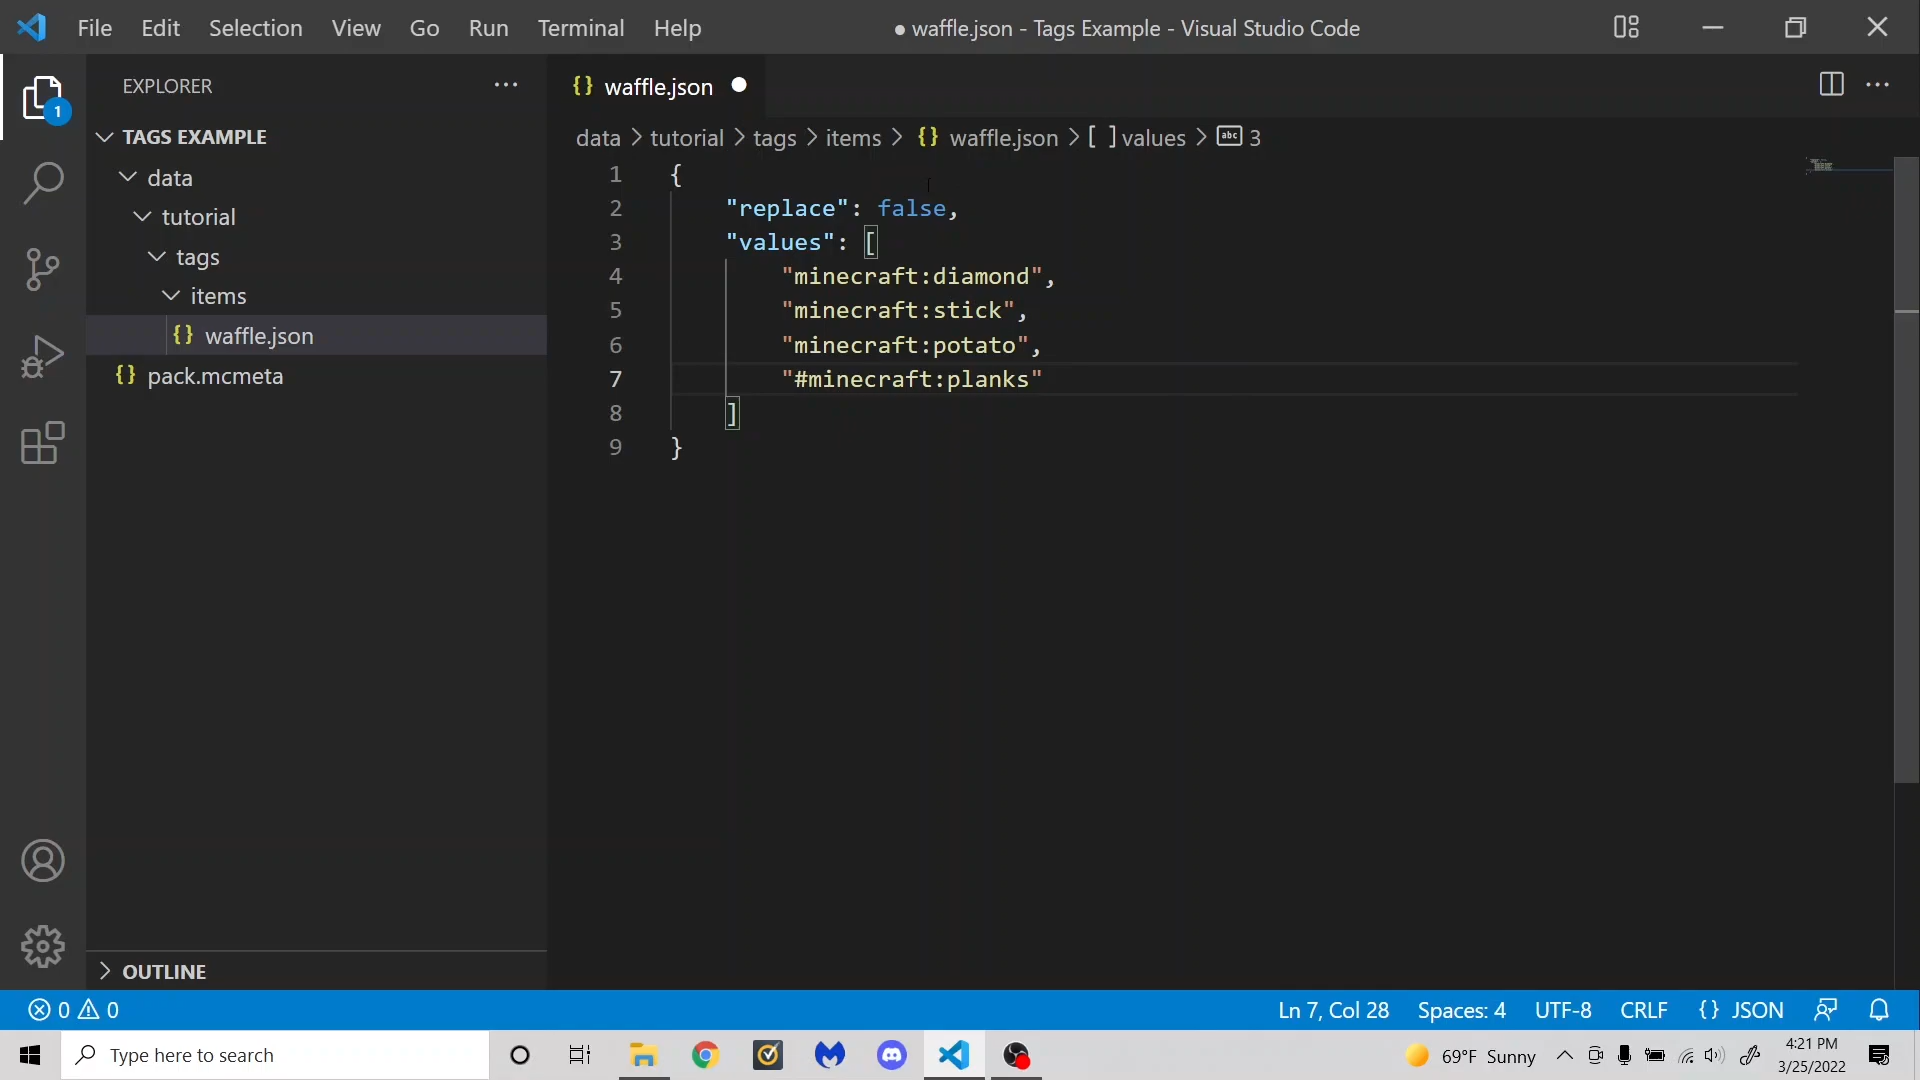 File Edit Selection View Go Run Terminal Help
● waffle.json - Tags Example - Visual Studio Code
EXPLORER
1
TAGS EXAMPLE
data
tutorial
tags
items
{} waffle.json
{} pack.mcmeta
OUTLINE
{} waffle.json
data > tutorial > tags > items > {} waffle.json > [ ] values > abc 3
1 {
2 "replace": false,
3 "values": [
4 "minecraft:diamond",
5 "minecraft:stick",
6 "minecraft:potato",
7 "#minecraft:planks"
8 ]
9 }
0 0
Ln 7, Col 28 Spaces: 4 UTF-8 CRLF {} JSON
Type here to search
69°F Sunny
4:21 PM
3/25/2022